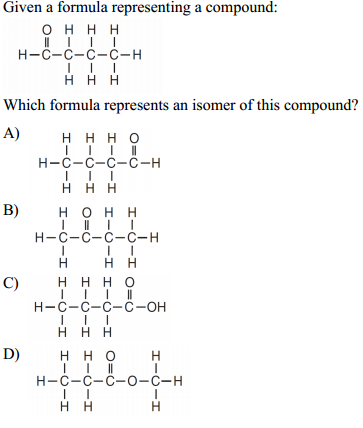 Given a formula representing a compound:
O H H H
H-C-C-C-C-H
H H H
Which formula represents an isomer of this compound?
A)
H H H O
H-C-C-C-C-H
H H H
B)
H O H H
H-C-C-C-C-H
H H H
C)
H H H O
H-C-C-C-C-OH
H H H
D)
H H O H
H-C-C-C-O-C-H
H H H